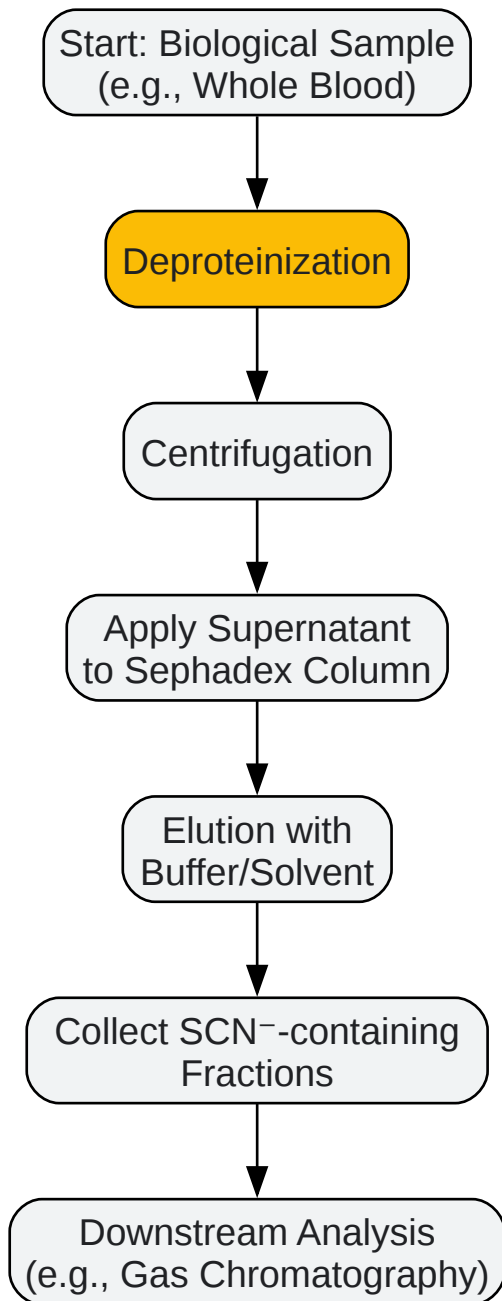 Start: Biological Sample
(e.g., Whole Blood)
Deproteinization
Centrifugation
Apply Supernatant
to Sephadex Column
Elution with
Buffer/Solvent
Collect SCN⁻-containing
Fractions
Downstream Analysis
(e.g., Gas Chromatography)